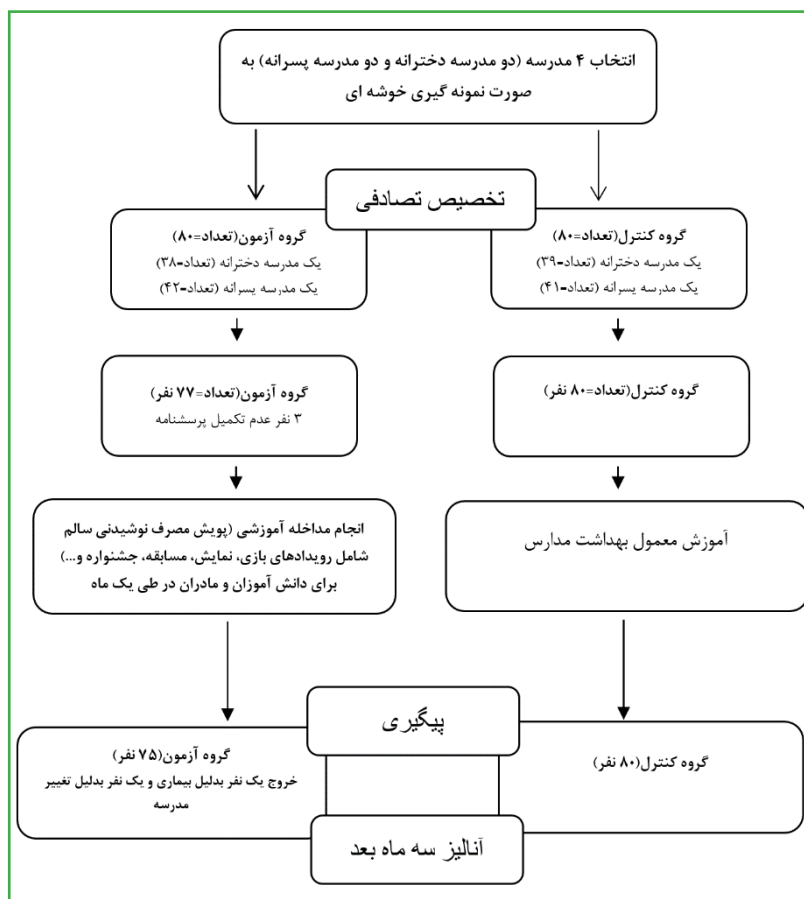 انتخاب ۴ مدرسه (دو مدرسه دخترانه و دو مدرسه پسرانه) به
صورت نمونه گیری خوشه ای
تخصیص تصادفی
گروه کنترل(تعداد=۸۰)
یک مدرسه دخترانه (تعداد=۳۹)
یک مدرسه پسرانه (تعداد=۴۱)
گروه آزمون(تعداد=۸۰)
یک مدرسه دخترانه (تعداد=۳۸)
یک مدرسه پسرانه (تعداد=۴۲)
گروه کنترل(تعداد=۸۰ نفر)
گروه آزمون(تعداد=۷۷ نفر)
۳ نفر عدم تکمیل پرسشنامه
آموزش معمول بهداشت مدارس
انجام مداخله آموزشی (پویش مصرف نوشیدنی سالم
شامل رویدادهای بازی، نمایش، مسابقه، جشنواره و...)
برای دانش آموزان و مادران در طی یک ماه
پیگیری
گروه کنترل(۸۰ نفر)
گروه آزمون(۷۵ نفر)
خروج یک نفر بدلیل بیماری و یک نفر بدلیل تغییر
مدرسه
آنالیز سه ماه بعد